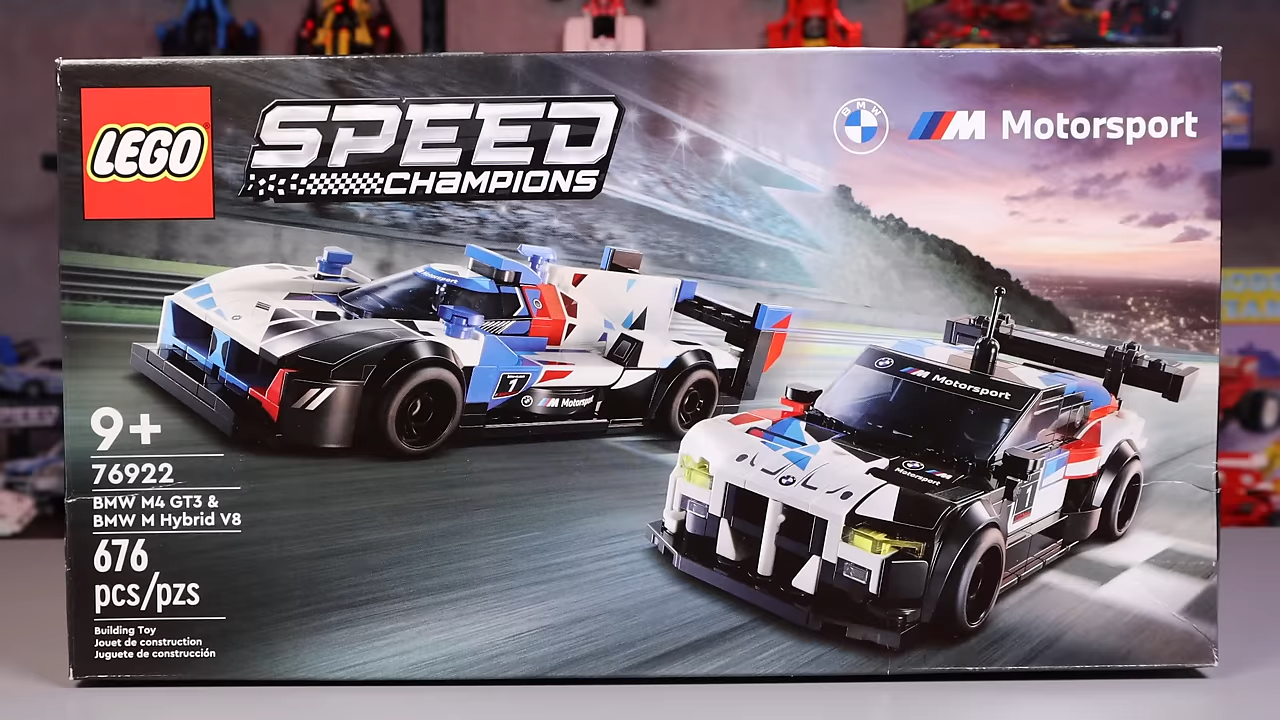 LEGO
SPEED
CHAMPIONS
BMW
M Motorsport
9+
76922
BMW M4 GT3 &
BMW M Hybrid V8
676
pcs/pzs
Building Toy
Jouet de construction
Juguete de construcción
Motorsport
1
M Motorsport
M Motorsport
M
Motorsport
1